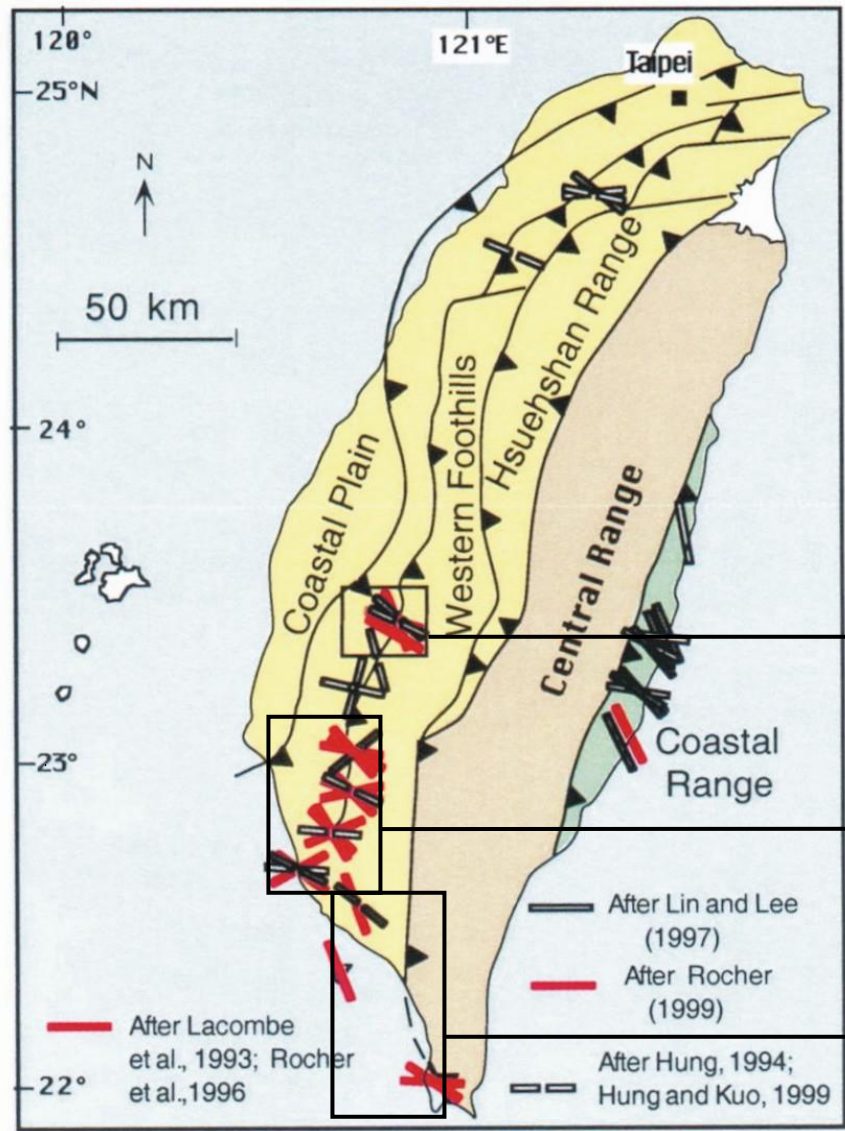 120°
121°E
Taipei
25°N
N
50 km
Hsuehshan Range
Western Foothills
Coastal Plain
24°
Central Range
23°
Coastal
Range
After Lin and Lee
(1997)
After Rocher
(1999)
After Lacombe
et al., 1993; Rocher
et al.,1996
After Hung, 1994;
Hung and Kuo, 1999
22°